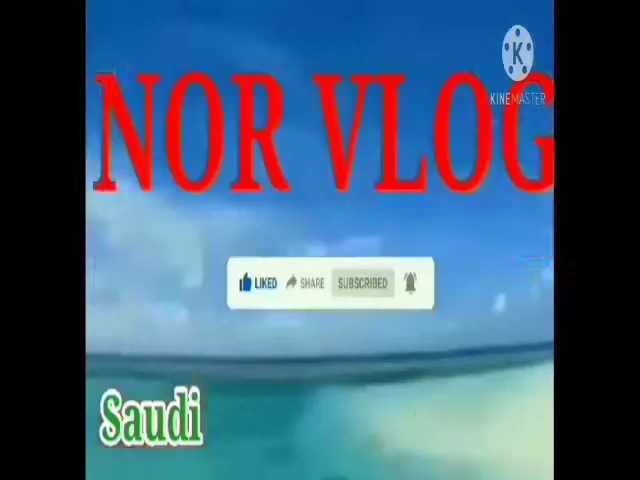 K
KINEMASTER
NOR VLOG
LIKED SHARE SUBSCRIBED
Saudi